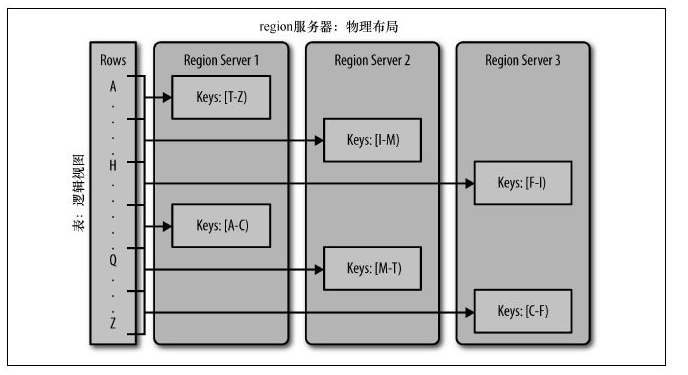 region服务器：物理布局
Rows
Region Server 1
Region Server 2
Region Server 3
表：逻辑视图
A
.
.
.
.
H
.
.
.
.
.
Q
.
.
Z
Keys: [T-Z)
Keys: [I-M)
Keys: [F-I)
Keys: [A-C)
Keys: [M-T)
Keys: [C-F)